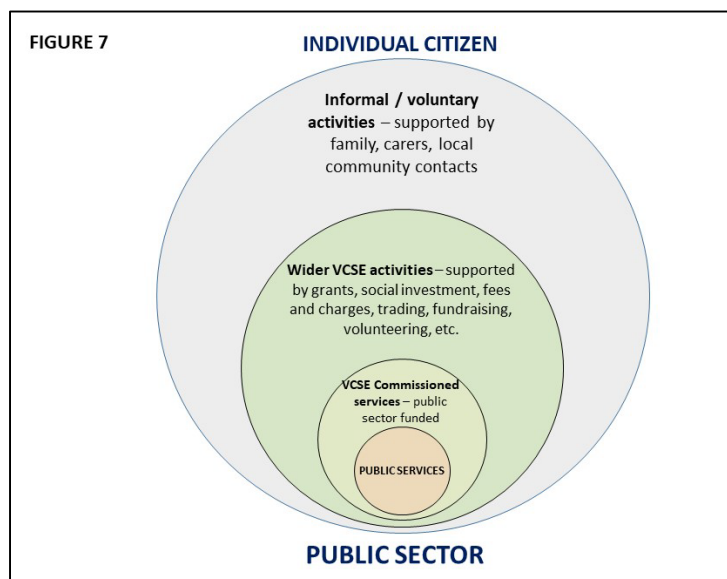 FIGURE 7
INDIVIDUAL CITIZEN
Informal / voluntary
activities – supported by
family, carers, local
community contacts
Wider VCSE activities – supported
by grants, social investment, fees
and charges, trading, fundraising,
volunteering, etc.
VCSE Commissioned
services – public
sector funded
PUBLIC SERVICES
PUBLIC SECTOR